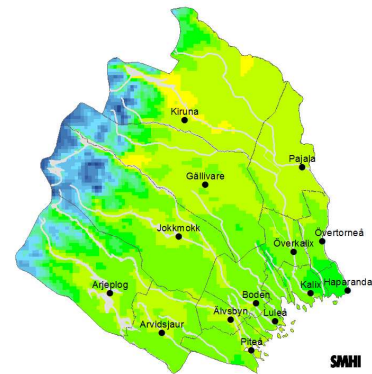 Kiruna
Pajala
Gällivare
Jokkmokk
Övertorneå
Överkalix
Arjeplog
Haparanda
Kalix
Boden
Älvsbyn
Luleå
Arvidsjaur
Piteå
SMHI